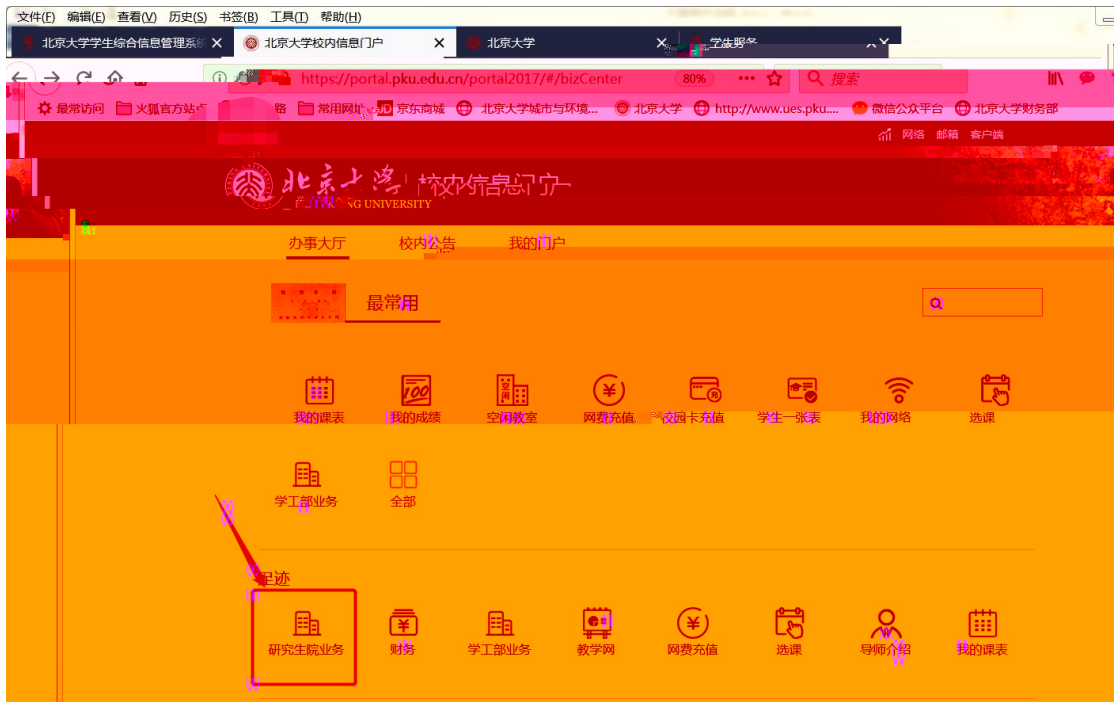 文件(F) 编辑(E) 查看(V) 历史(S) 书签(B) 工具(T) 帮助(H)
北京大学学生综合信息管理系统 北京大学校内信息门户 北京大学
https://portal.pku.edu.cn/portal2017/#/bizCenter 80% 搜索
最常访问 火狐官方站点 常用网址 JD 京东商城 北京大学城市与环境... 北京大学 http://www.ues.pku.... 微信公众平台 北京大学财务部
网络 邮箱 客户端
北京大学 校内信息门户
UNIVERSITY
办事大厅 校内公告 我的门户
最常用
我的课表 我的成绩 空闲教室 网费充值 校园卡充值 学生一张表 我的网络 选课
学工部业务 全部
足迹
研究生院业务 财务 学工部业务 教学网 网费充值 选课 导师介绍 我的课表